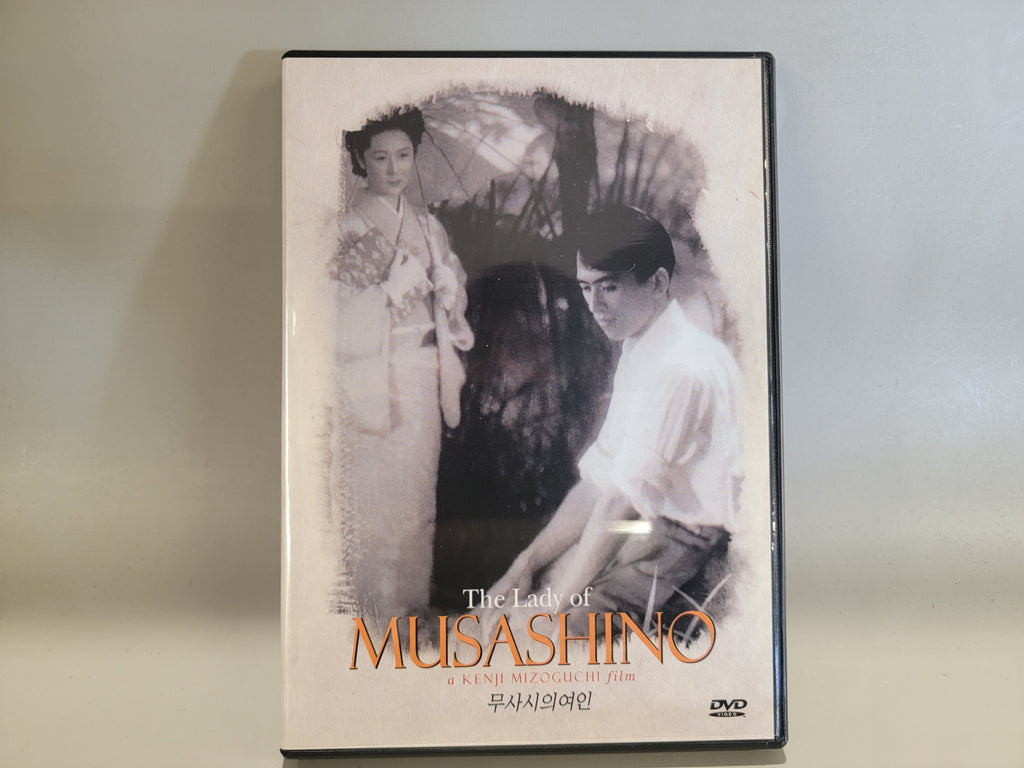 The Lady of
MUSASHINO
a KENJI MIZOGUCHI film
무사시의여인
DVD
VIDEO